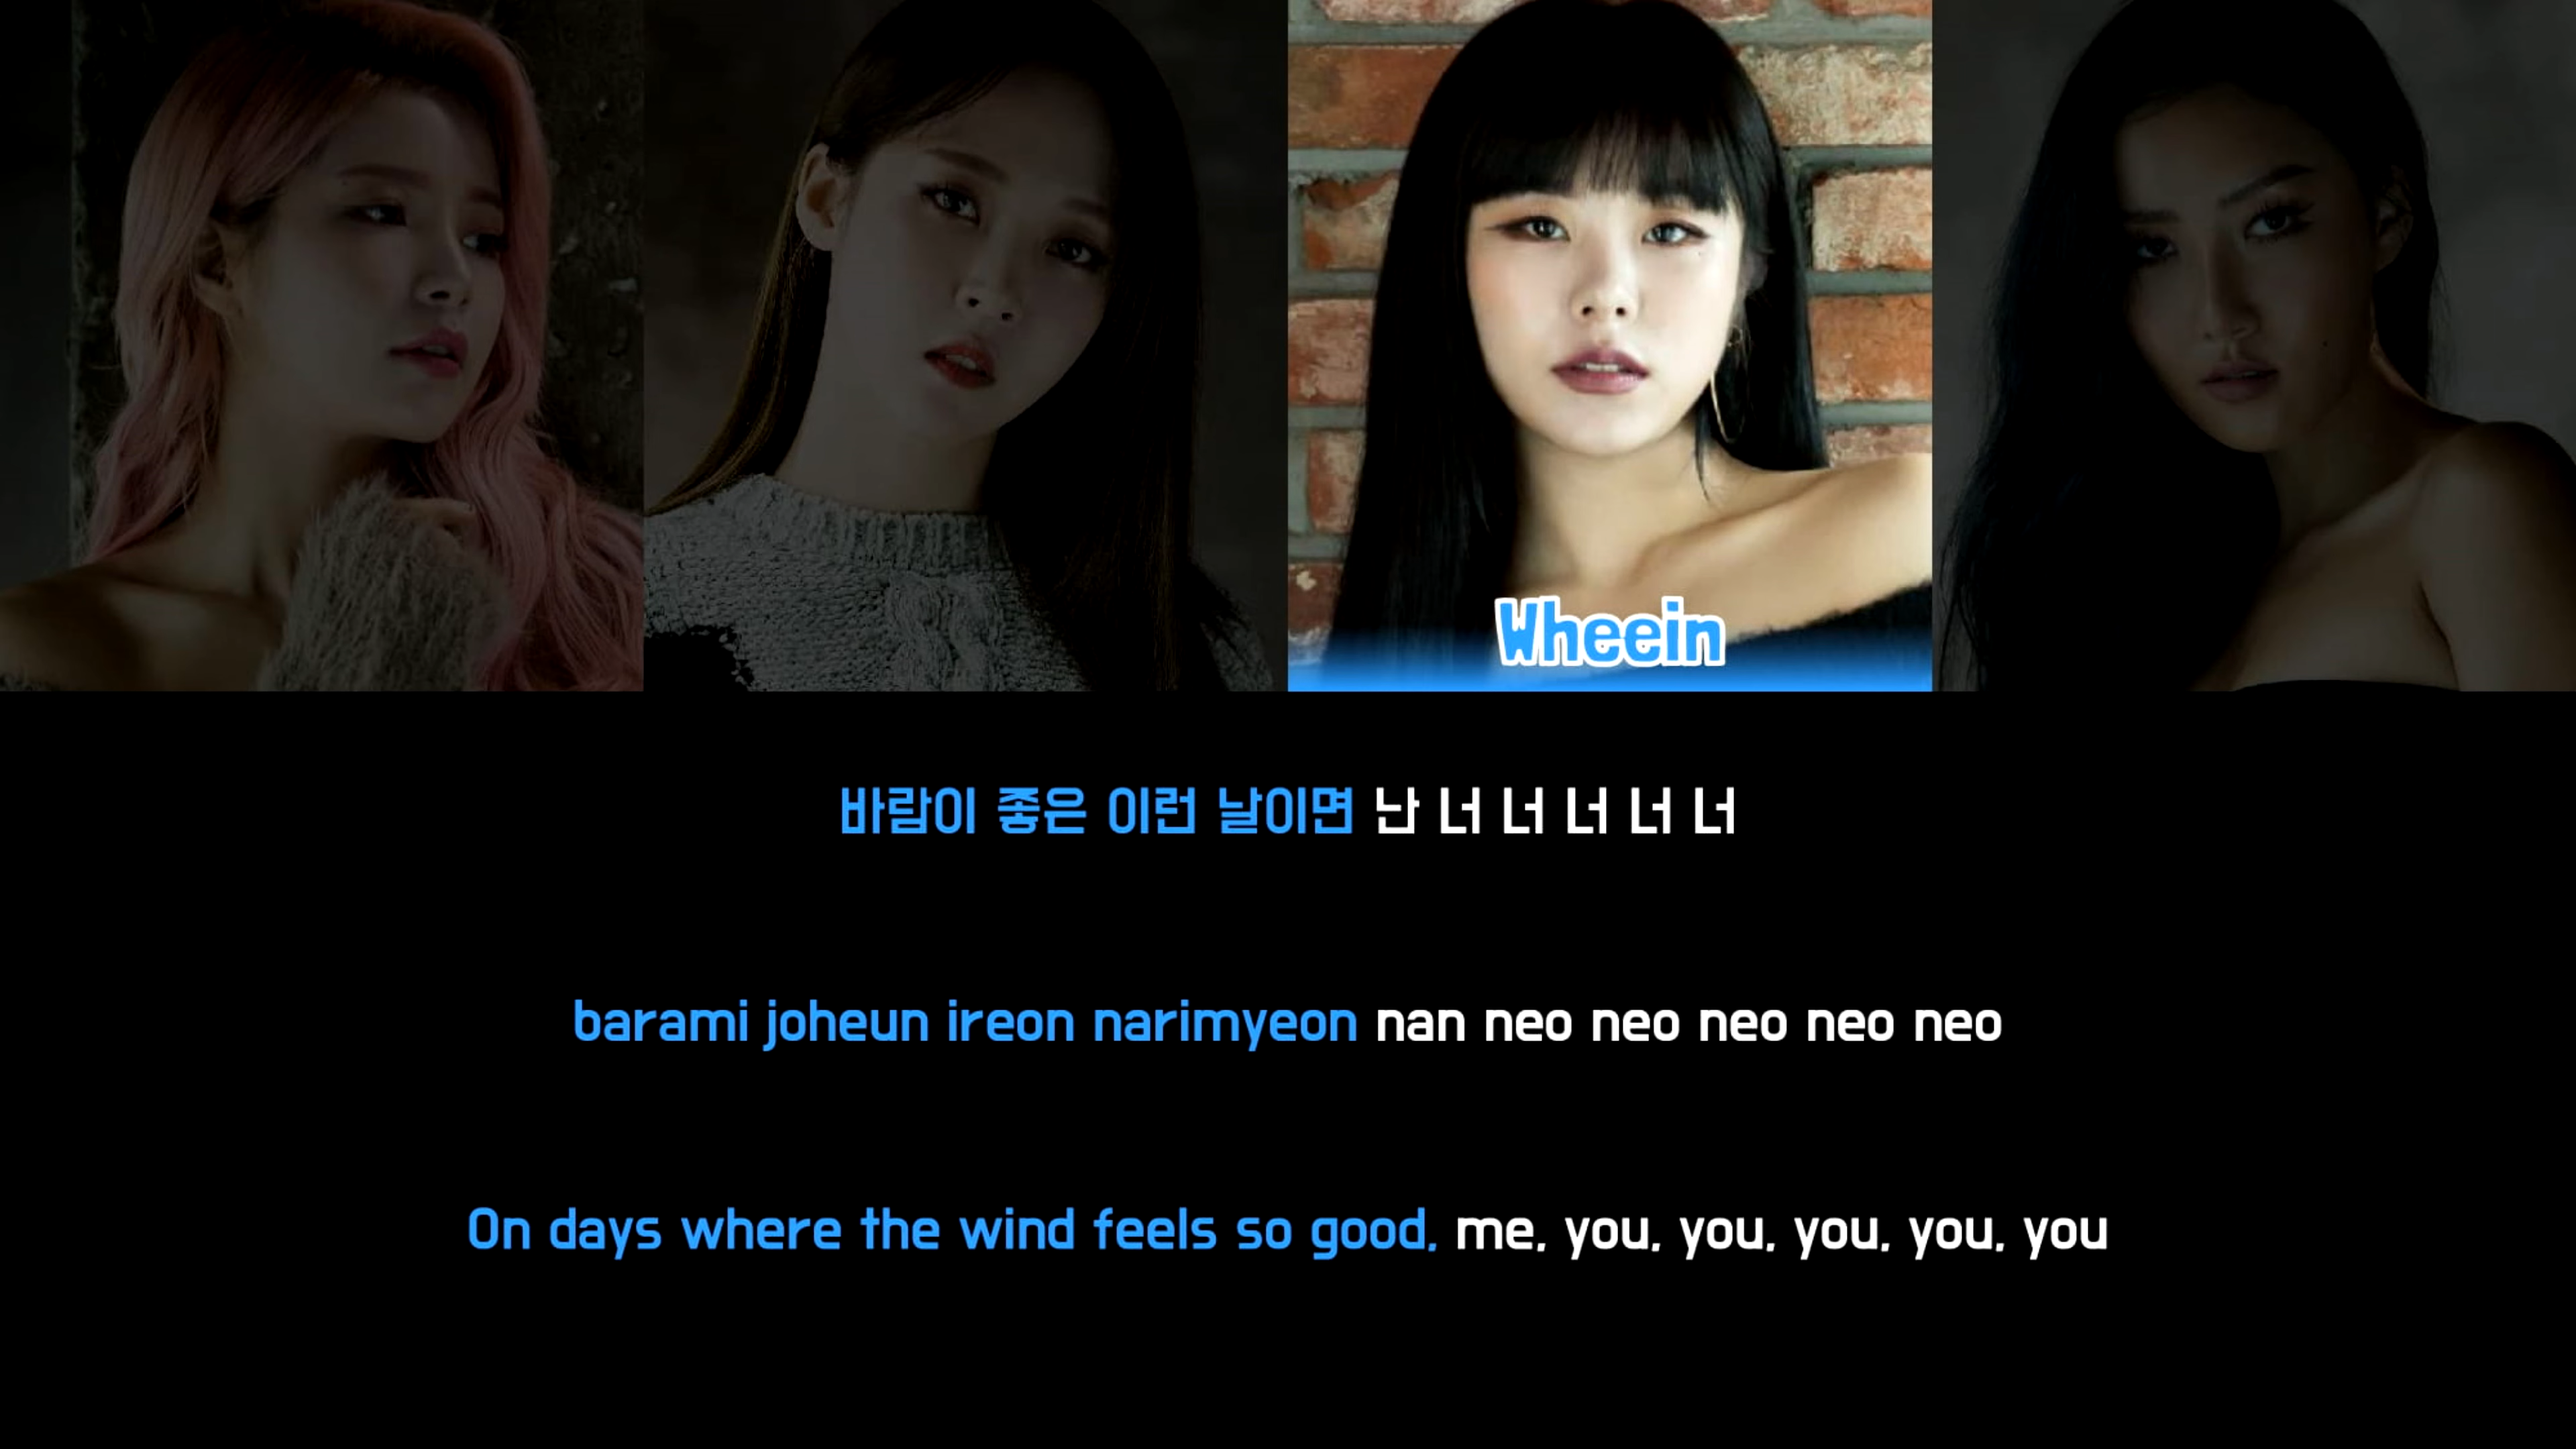 Wheein
바람이 좋은 이런 날이면 난 너 너 너 너 너
barami joheun ireon narimyeon nan neo neo neo neo neo
On days where the wind feels so good, me, you, you, you, you, you